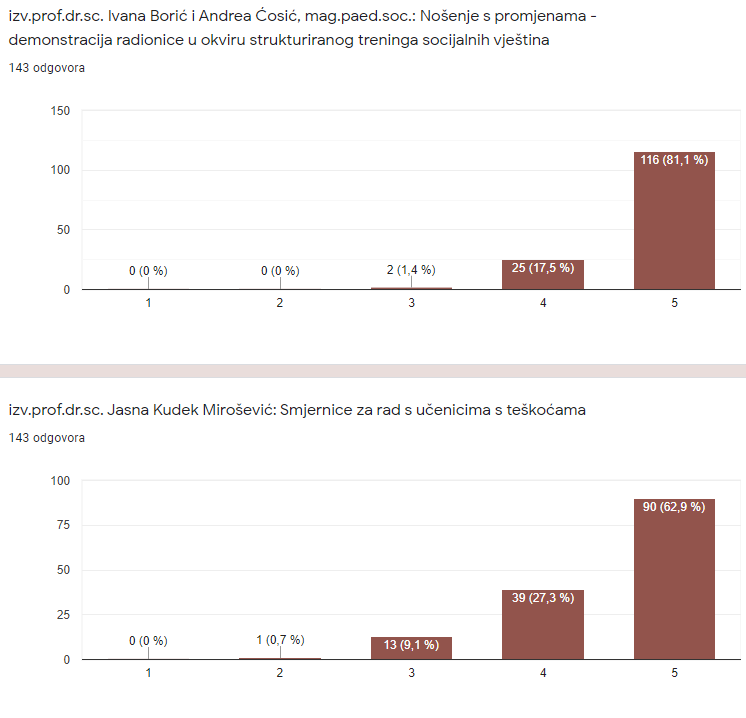 izv.prof.dr.sc. Ivana Borić i Andrea Ćosić, mag.paed.soc.: Nošenje s promjenama -
demonstracija radionice u okviru strukturiranog treninga socijalnih vještina
143 odgovora
150
100
50
0
0 (0 %)
0 (0 %)
2 (1,4 %)
25 (17,5 %)
116 (81,1 %)
1
2
3
4
5
izv.prof.dr.sc. Jasna Kudek Mirošević: Smjernice za rad s učenicima s teškoćama
143 odgovora
100
75
50
25
0
0 (0 %)
1 (0,7 %)
13 (9,1 %)
39 (27,3 %)
90 (62,9 %)
1
2
3
4
5